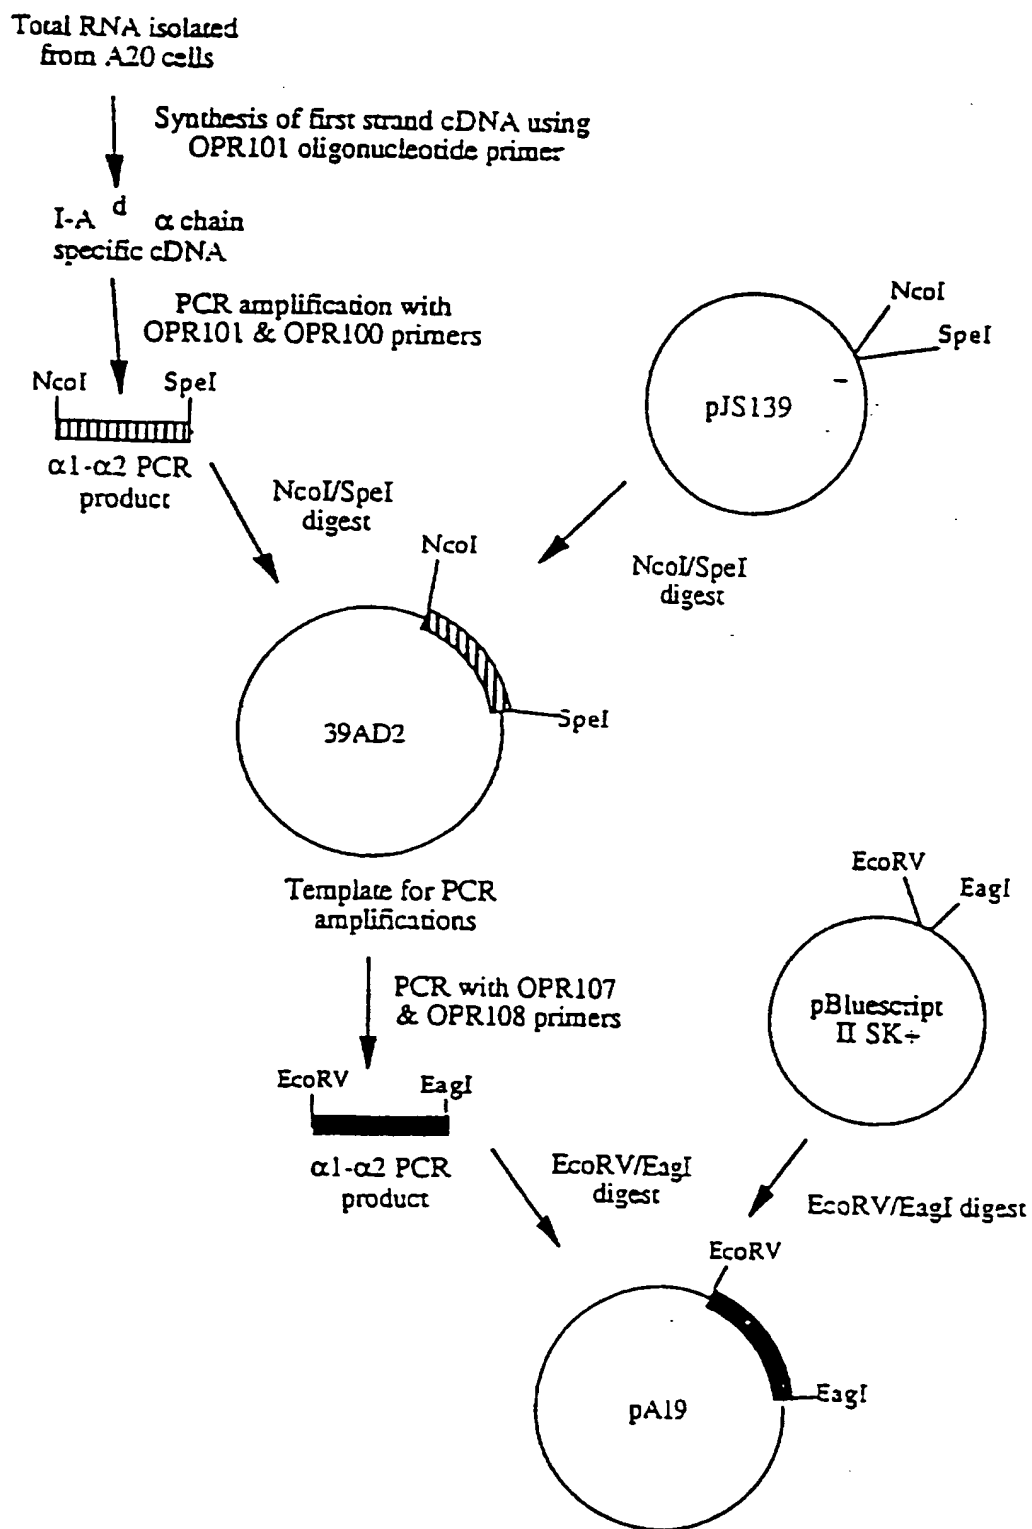 Total RNA isolated
from A20 cells
Synthesis of first strand cDNA using
OPR101 oligonucleotide primer
I-A d α chain
specific cDNA
PCR amplification with
OPR101 & OPR100 primers
NcoI SpeI
α1-α2 PCR
product
NcoI/SpeI
digest
NcoI
SpeI
pJS139
NcoI/SpeI
digest
NcoI
SpeI
39AD2
Template for PCR
amplifications
PCR with OPR107
& OPR108 primers
EcoRV EagI
α1-α2 PCR
product
EcoRV/EagI
digest
EcoRV
EagI
pBluescript
II SK+
EcoRV/EagI digest
EcoRV
EagI
pA19